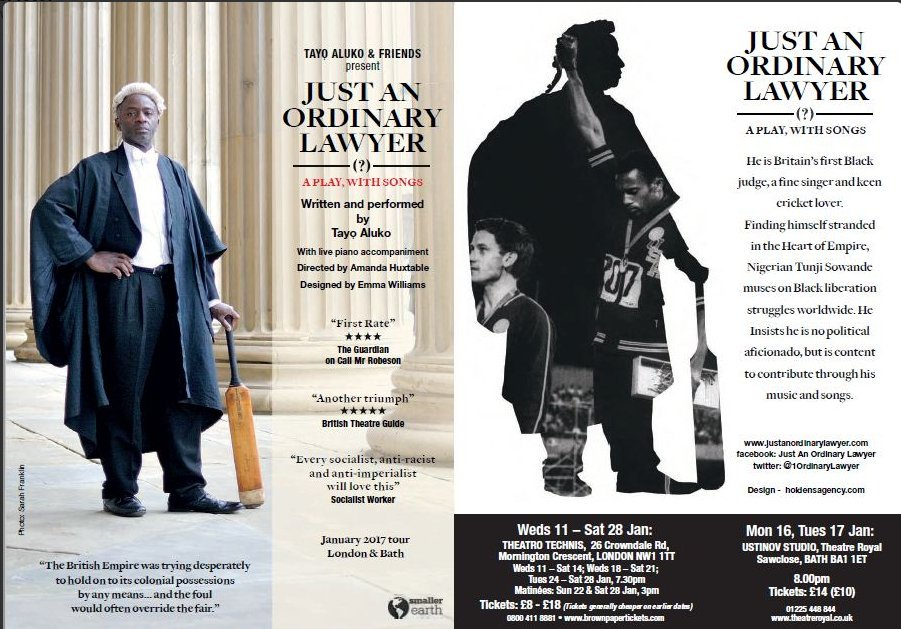 TAYỌ ALUKO & FRIENDS
present
JUST AN
ORDINARY
LAWYER
(?)
A PLAY, WITH SONGS
Written and performed
by
Tayọ Aluko
With live piano accompaniment
Directed by Amanda Huxtable
Designed by Emma Williams
“First Rate”
★★★★
The Guardian
on Call Mr Robeson
“Another triumph”
★★★★★
British Theatre Guide
“Every socialist, anti-racist
and anti-imperialist
will love this”
Socialist Worker
January 2017 tour
London & Bath
Photo: Sarah Franklin
“The British Empire was trying desperately
to hold on to its colonial possessions
by any means... and the foul
would often override the fair.”
smaller
earth
JUST AN
ORDINARY
LAWYER
(?)
A PLAY, WITH SONGS
He is Britain’s first Black
judge, a fine singer and keen
cricket lover.
Finding himself stranded
in the Heart of Empire,
Nigerian Tunji Sowande
muses on Black liberation
struggles worldwide. He
Insists he is no political
aficionado, but is content
to contribute through his
music and songs.
www.justanordinarylawyer.com
facebook: Just An Ordinary Lawyer
twitter: @1OrdinaryLawyer
Design - holdensagency.com
Weds 11 – Sat 28 Jan:
THEATRO TECHNIS, 26 Crowndale Rd,
Mornington Crescent, LONDON NW1 1TT
Weds 11 – Sat 14; Weds 18 – Sat 21;
Tues 24 – Sat 28 Jan, 7.30pm
Matinées: Sun 22 & Sat 28 Jan, 3pm
Tickets: £8 - £18 (Tickets generally cheaper on earlier dates)
0800 411 8881 • www.brownpapertickets.com
Mon 16, Tues 17 Jan:
USTINOV STUDIO, Theatre Royal
Sawclose, BATH BA1 1ET
8.00pm
Tickets: £14 (£10)
01225 448 844
www.theatreroyal.co.uk